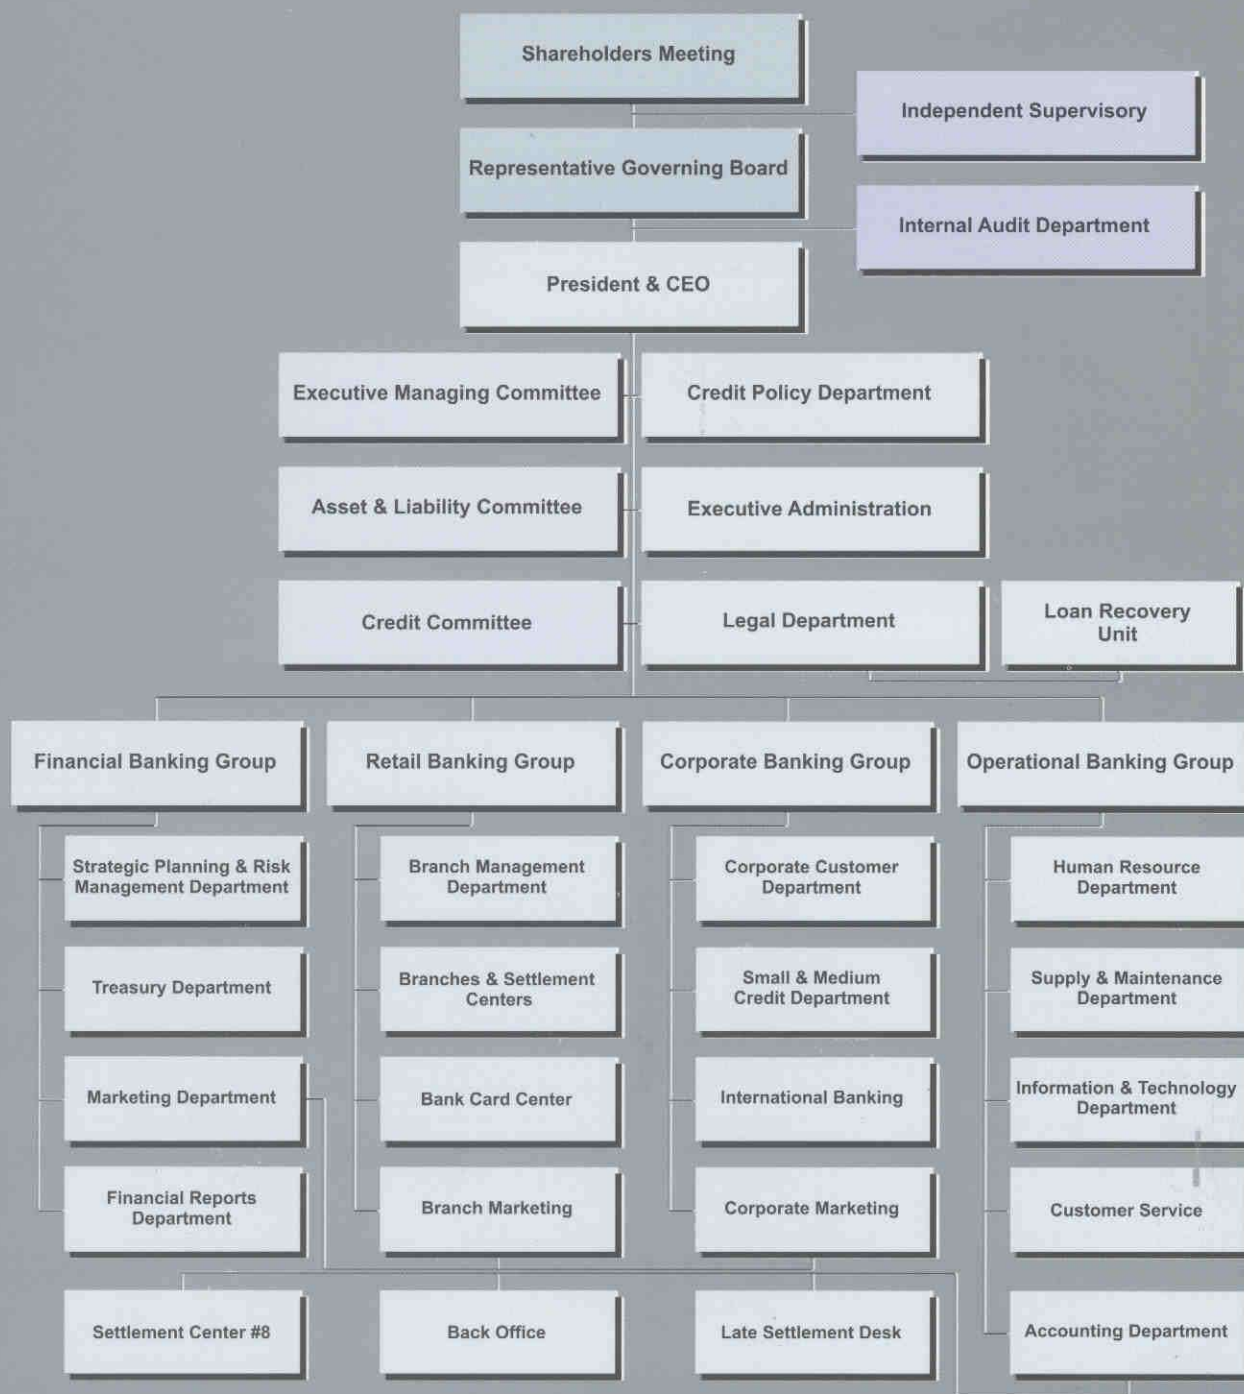 Shareholders Meeting
Independent Supervisory
Representative Governing Board
Internal Audit Department
President & CEO
Executive Managing Committee
Credit Policy Department
Asset & Liability Committee
Executive Administration
Credit Committee
Legal Department
Loan Recovery
Unit
Financial Banking Group
Retail Banking Group
Corporate Banking Group
Operational Banking Group
Strategic Planning & Risk
Management Department
Branch Management
Department
Corporate Customer
Department
Human Resource
Department
Treasury Department
Branches & Settlement
Centers
Small & Medium
Credit Department
Supply & Maintenance
Department
Marketing Department
Bank Card Center
International Banking
Information & Technology
Department
Financial Reports
Department
Branch Marketing
Corporate Marketing
Customer Service
Settlement Center #8
Back Office
Late Settlement Desk
Accounting Department